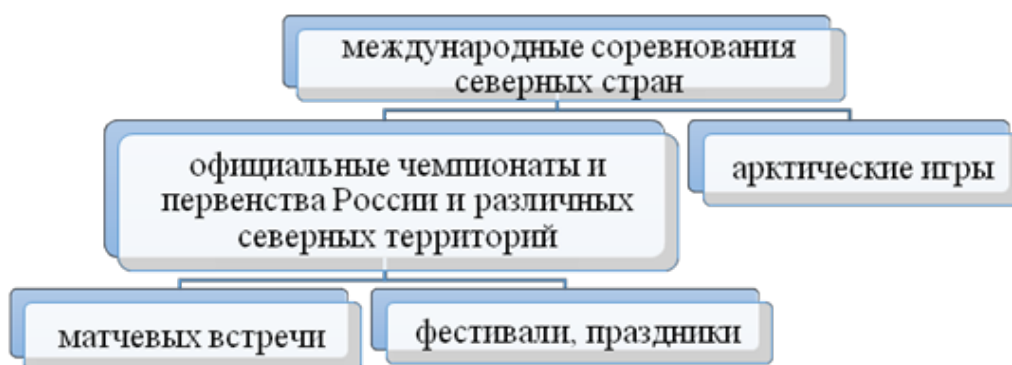 международные соревнования
северных стран
официальные чемпионаты и
первенства России и различных
северных территорий
арктические игры
матчевых встречи
фестивали, праздники